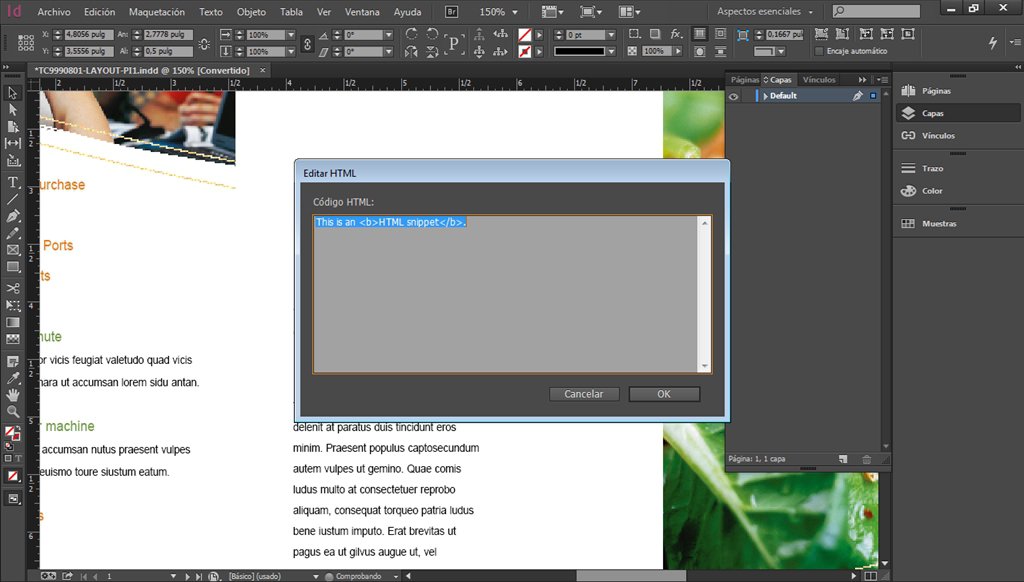 Id Archivo Edición Maquetación Texto Objeto Tabla Ver Ventana Ayuda Br 150% Aspectos esenciales
X: 4.8056 pulg An: 2.7778 pulg 100% 0° 0 pt 0.1667 pul
Y: 3.5556 pulg Al: 0.5 pulg 100% 0° 100% Encaje automático
*TC9990801-LAYOUT-PI1.indd @ 150% [Convertido] ×
Páginas Capas Vínculos
Default
Páginas
Capas
Vínculos
Trazo
Color
Muestras
urchase
Ports
ts
nute
or vicis feugiat valetudo quad vicis
nara ut accumsan lorem sidu antan.
machine
accumsan nutus praesent vulpes
euismo toure siustum eatum.
s
Editar HTML
Código HTML:
This is an <b>HTML snippet</b>.
Cancelar OK
delenit at paratus duis tincidunt eros
minim. Praesent populus captosecundum
autem vulpes ut gemino. Quae comis
ludus multo at consectetuer reprobo
aliquam, consequat torqueo patria ludus
bene iustum imputo. Erat brevitas ut
pagus ea ut gilvus augue ut, vel
Página: 1, 1 capa
1 [Básico] (usado) Comprobando